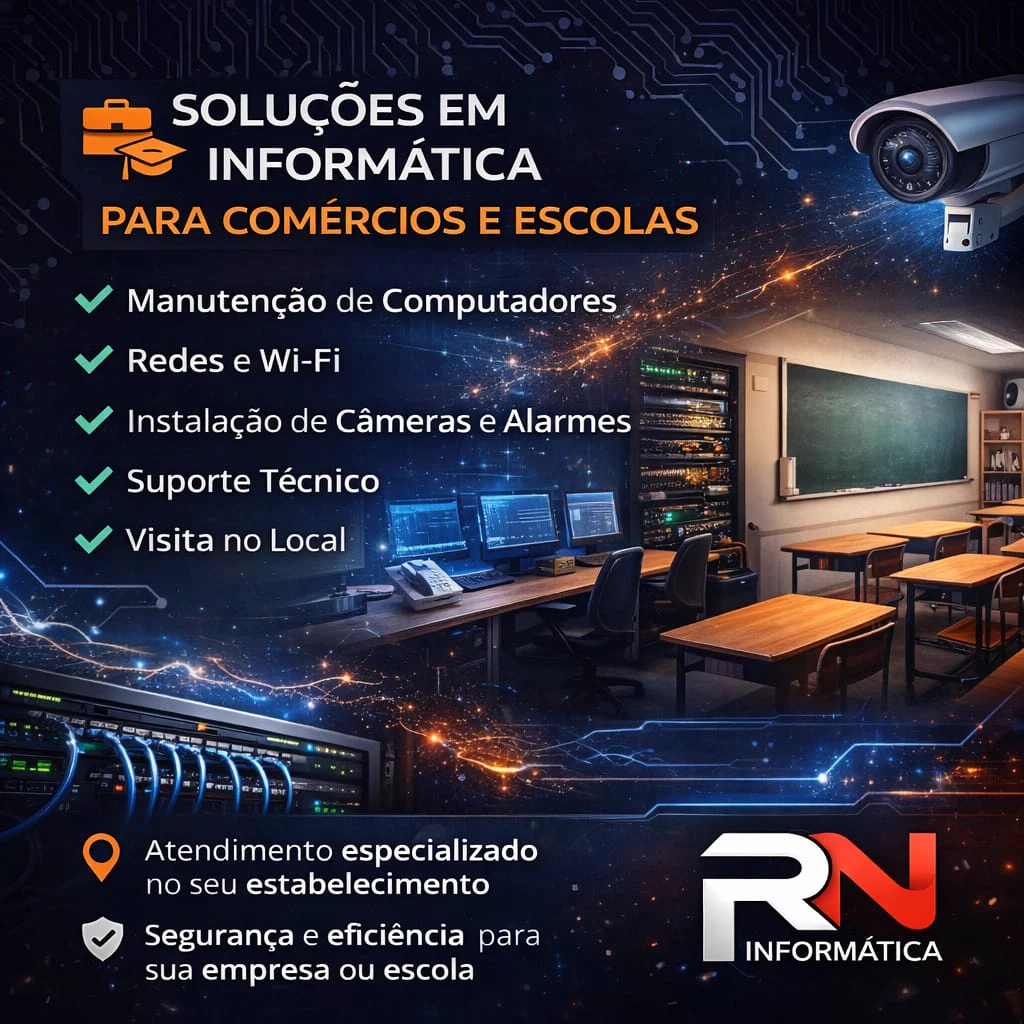 SOLUÇÕES EM
INFORMÁTICA
PARA COMÉRCIOS E ESCOLAS
Manutenção de Computadores
Redes e Wi-Fi
Instalação de Câmeras e Alarmes
Suporte Técnico
Visita no Local
Atendimento especializado
no seu estabelecimento
Segurança e eficiência para
sua empresa ou escola
RN
INFORMÁTICA